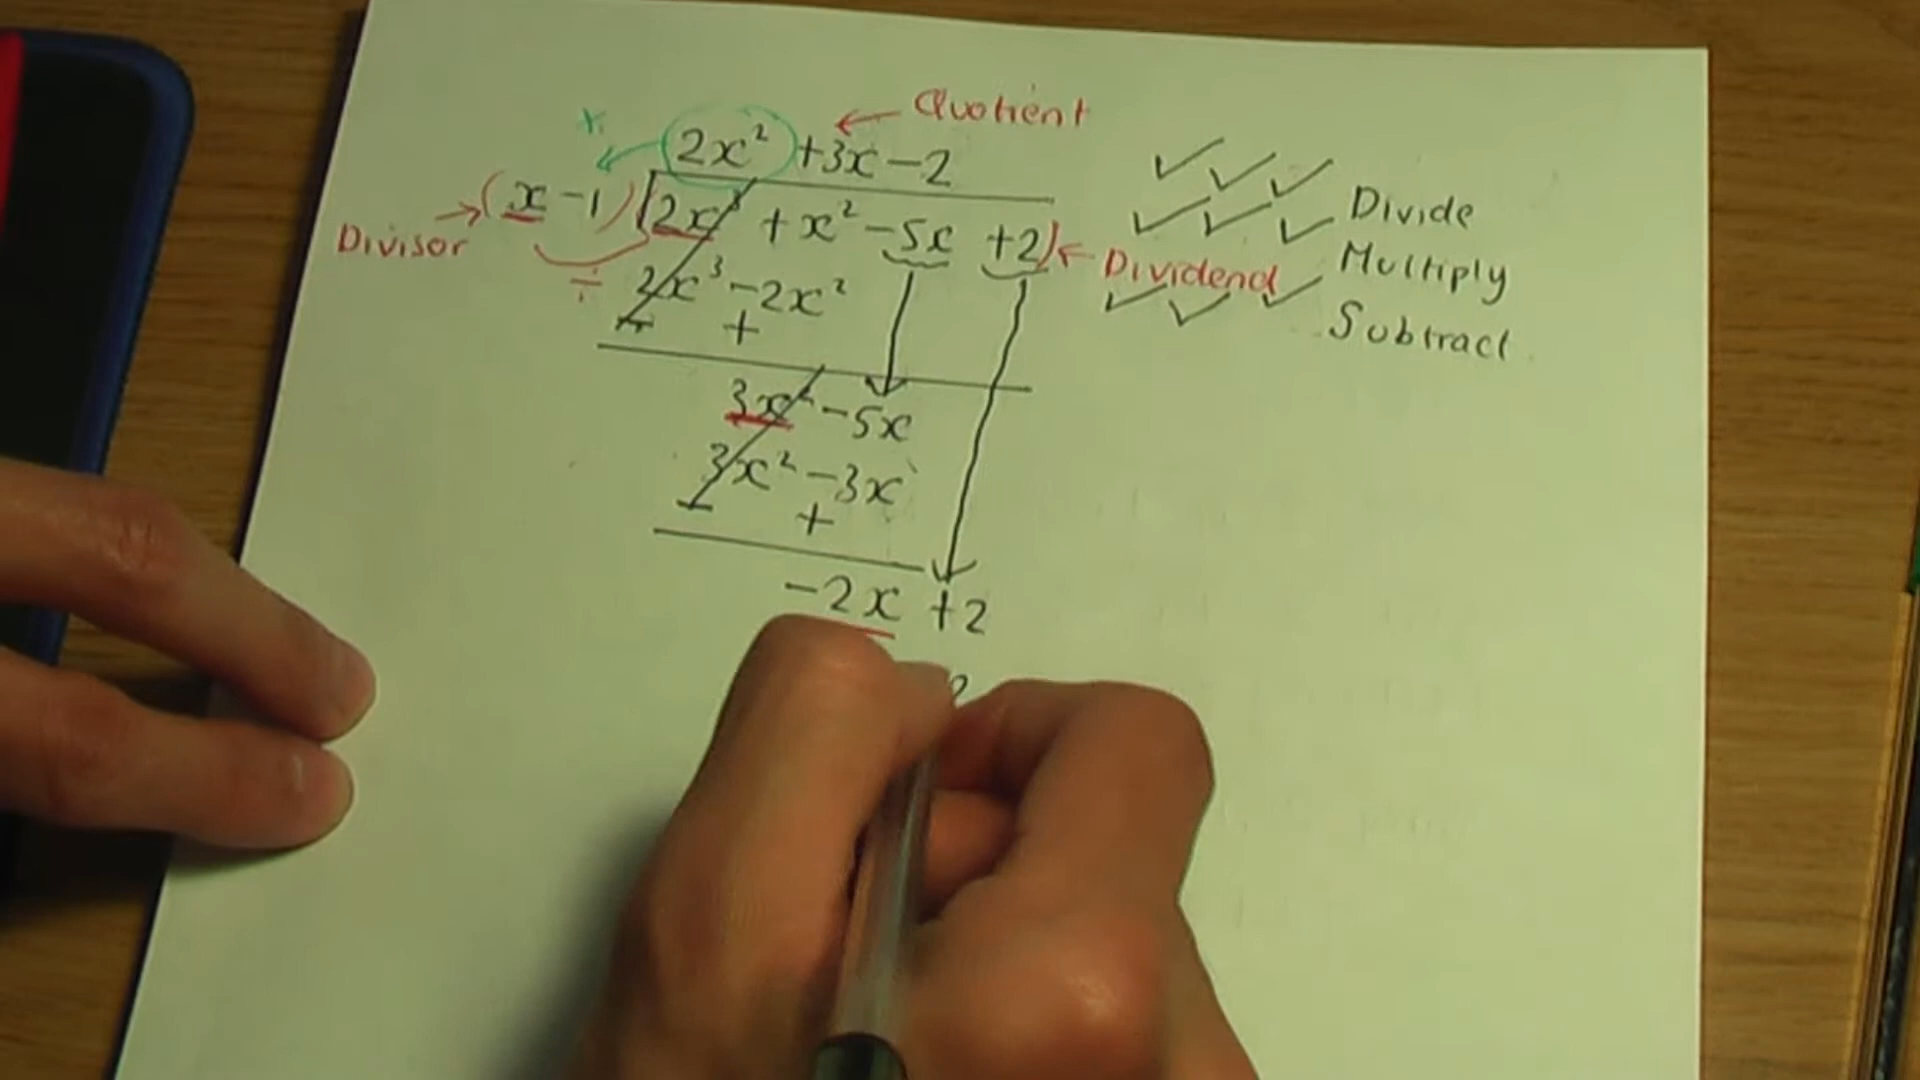 Quotient
2x² +3x -2
(x -1) 2x³ + x² -5x +2)
Divisor
Dividend
÷ 2x³ -2x²
- +
3x² -5x
3x² -3x
- +
-2x +2
2
Divide
Multiply
Subtract